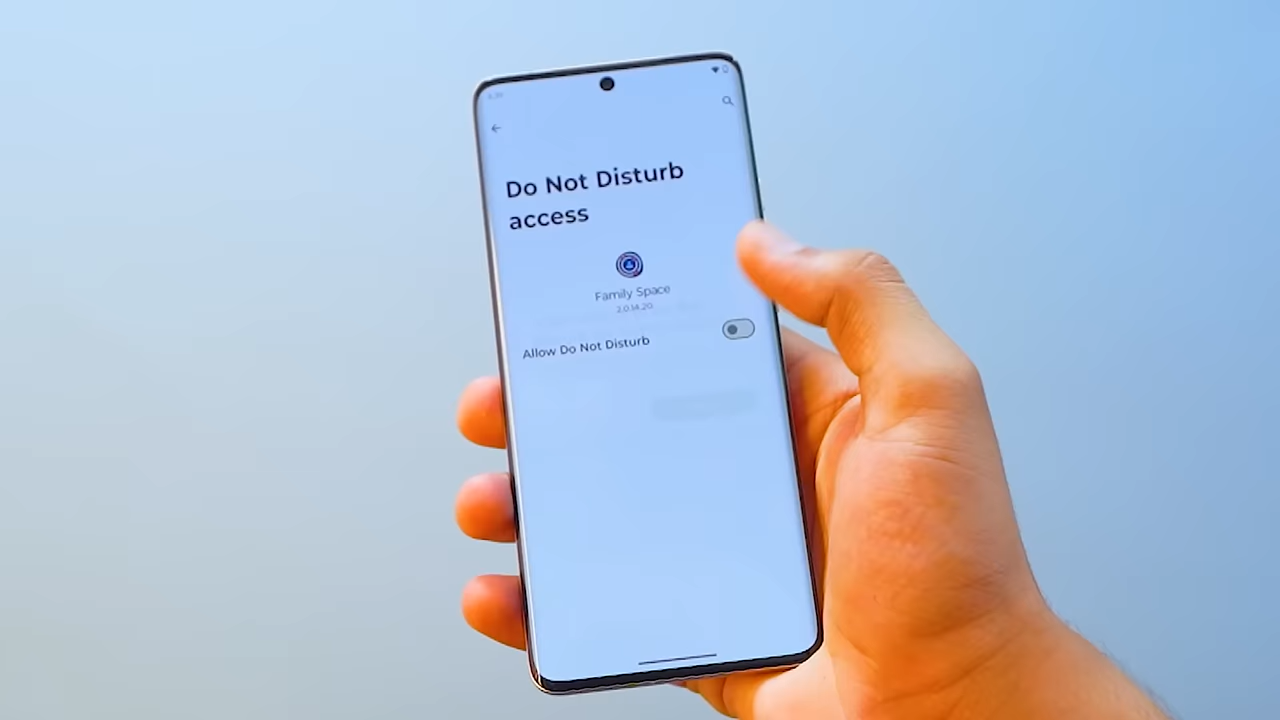 Do Not Disturb
access
Family Space
2.0.14.20
Allow Do Not Disturb